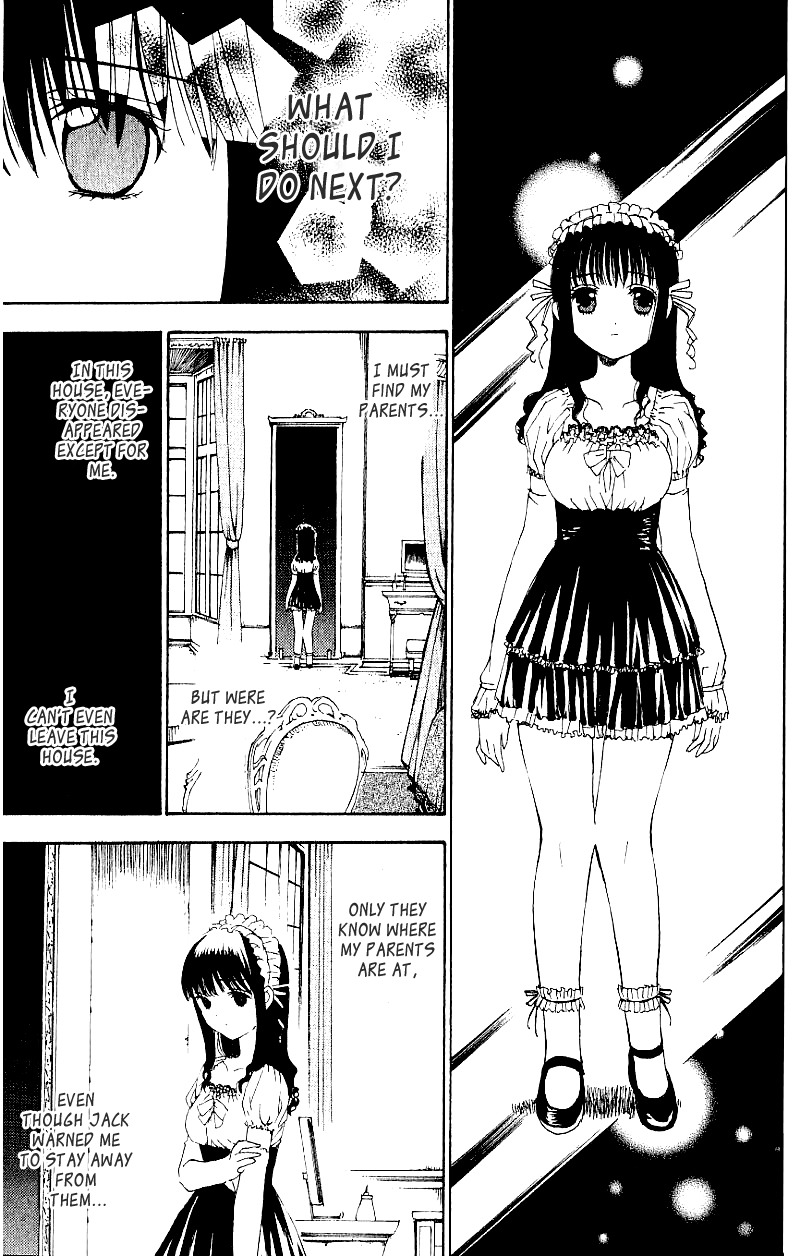 WHAT
SHOULD I
DO NEXT?
I MUST
FIND MY
PARENTS...
BUT WERE
ARE THEY...?
IN THIS
HOUSE, EVE-
RYONE DIS-
APPEARED
EXCEPT FOR
ME.
I
CAN'T EVEN
LEAVE THIS
HOUSE.
ONLY THEY
KNOW WHERE
MY PARENTS
ARE AT,
EVEN
THOUGH JACK
WARNED ME
TO STAY AWAY
FROM
THEM...